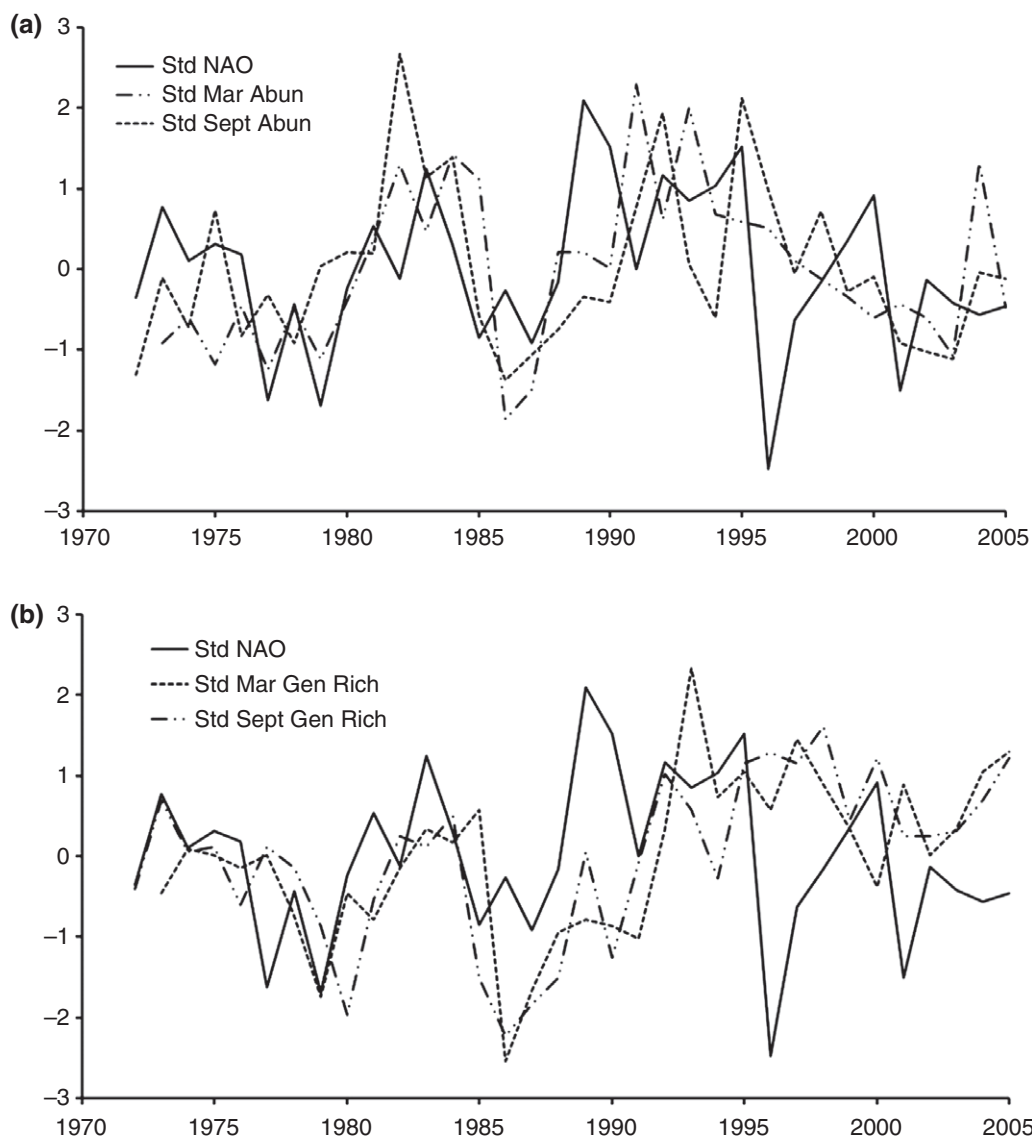 (a)
3
2
1
0
–1
–2
–3
Std NAO
Std Mar Abun
Std Sept Abun
1970 1975 1980 1985 1990 1995 2000 2005
(b)
3
2
1
0
–1
–2
–3
Std NAO
Std Mar Gen Rich
Std Sept Gen Rich
1970 1975 1980 1985 1990 1995 2000 2005